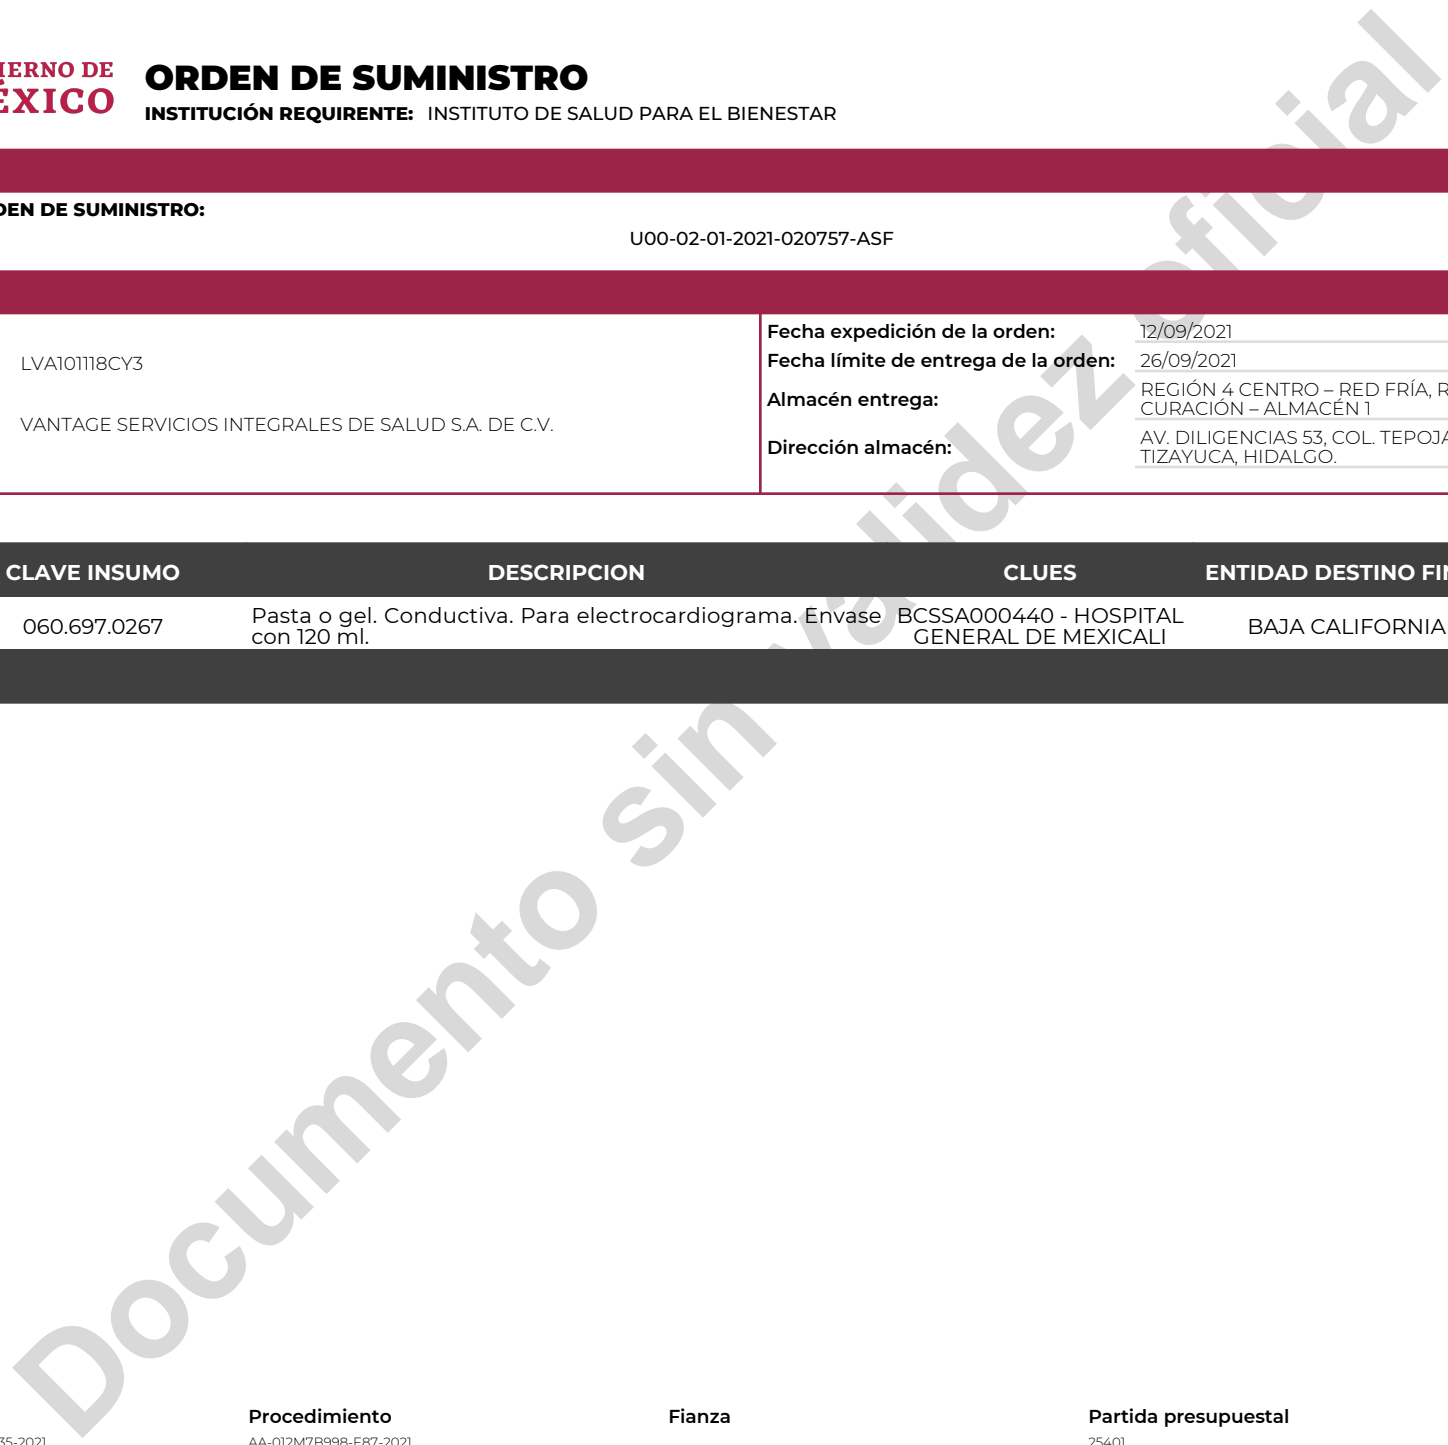 IERNO DE
ÉXICO
ORDEN DE SUMINISTRO
INSTITUCIÓN REQUIRENTE: INSTITUTO DE SALUD PARA EL BIENESTAR
DEN DE SUMINISTRO:
U00-02-01-2021-020757-ASF
LVA101118CY3
VANTAGE SERVICIOS INTEGRALES DE SALUD S.A. DE C.V.
Fecha expedición de la orden: 12/09/2021
Fecha límite de entrega de la orden: 26/09/2021
Almacén entrega: REGIÓN 4 CENTRO – RED FRÍA, R
CURACIÓN – ALMACÉN 1
Dirección almacén: AV. DILIGENCIAS 53, COL. TEPOJA
TIZAYUCA, HIDALGO.
CLAVE INSUMO DESCRIPCION CLUES ENTIDAD DESTINO FIN
060.697.0267 Pasta o gel. Conductiva. Para electrocardiograma. Envase con 120 ml. BCSSA000440 - HOSPITAL GENERAL DE MEXICALI BAJA CALIFORNIA
Documento sin validez oficial
Procedimiento Fianza Partida presupuestal
35-2021 AA-012M7B998-E87-2021 25401